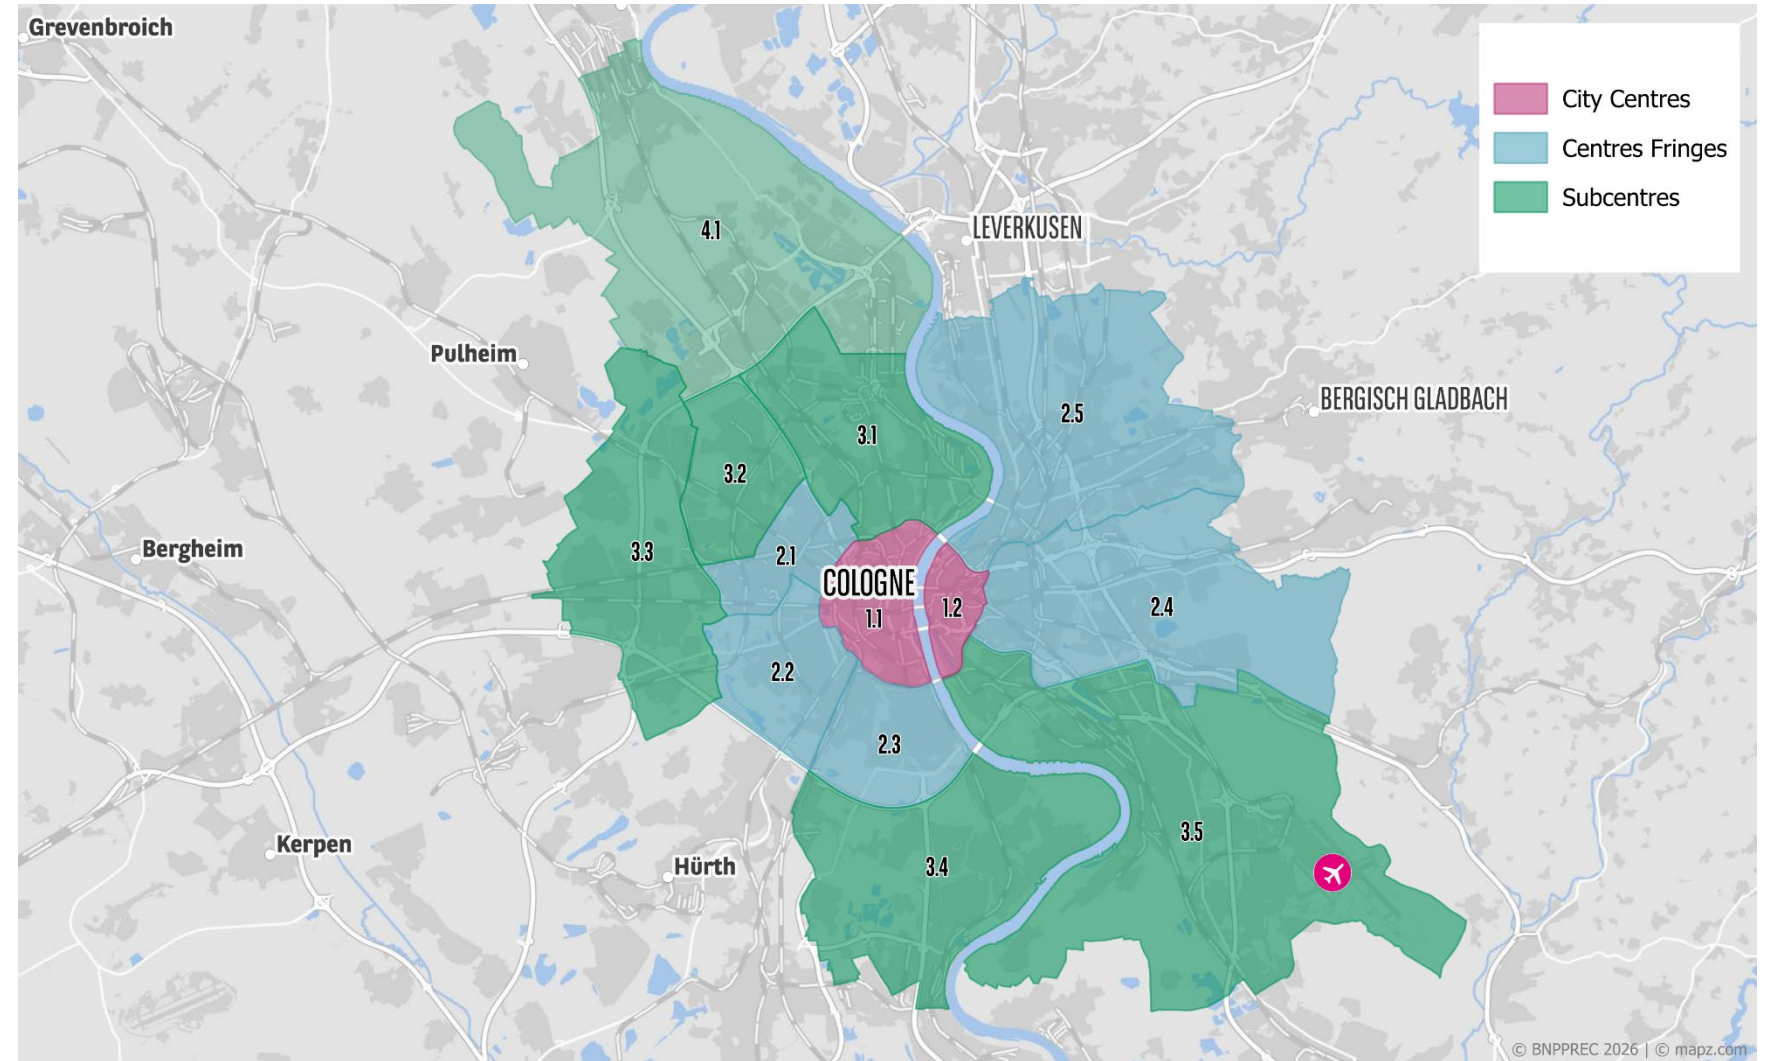 Grevenbroich
City Centres
Centres Fringes
Subcentres
4.1
LEVERKUSEN
Pulheim
BERGISCH GLADBACH
2.5
3.1
3.2
Bergheim
3.3
2.1
COLOGNE
1.1
1.2
2.4
2.2
2.3
3.5
Kerpen
Hürth
3.4
© BNPPREC 2026 | © mapz.com